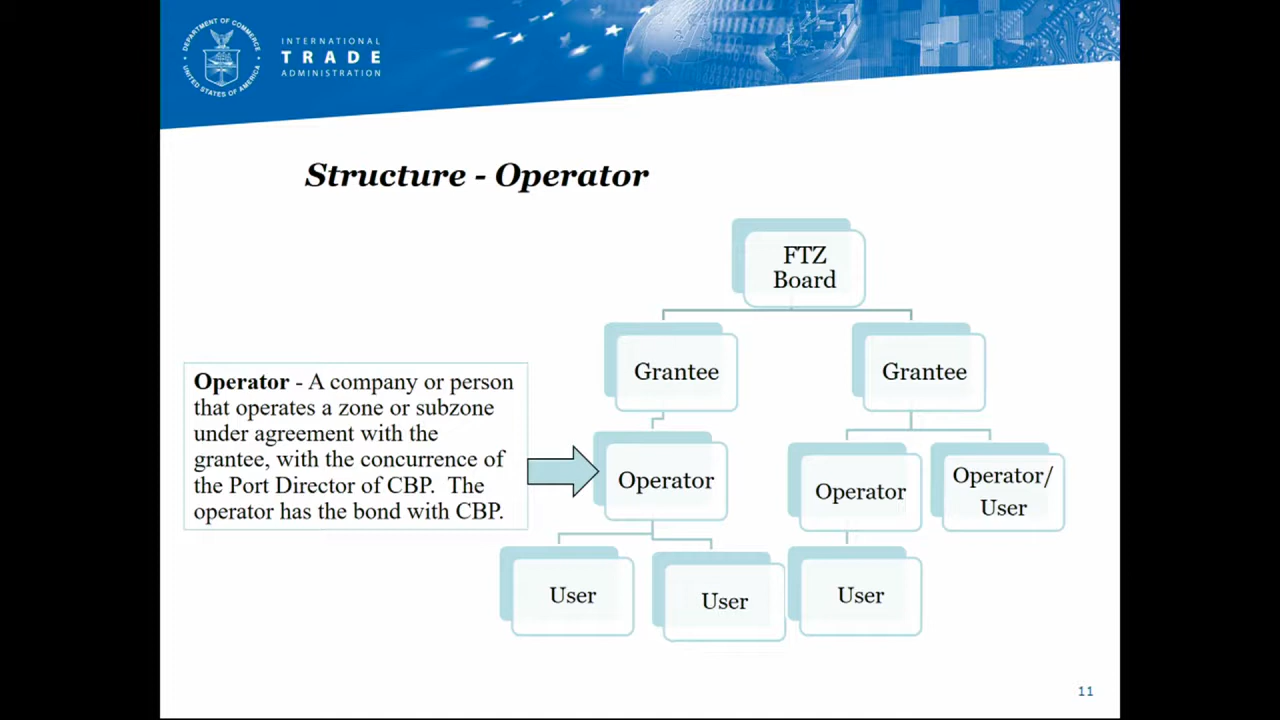 DEPARTMENT OF COMMERCE
UNITED STATES OF AMERICA
INTERNATIONAL
TRADE
ADMINISTRATION
Structure - Operator
FTZ
Board
Grantee
Grantee
Operator - A company or person
that operates a zone or subzone
under agreement with the
grantee, with the concurrence of
the Port Director of CBP.  The
operator has the bond with CBP.
Operator
Operator
Operator/
User
User
User
User
11